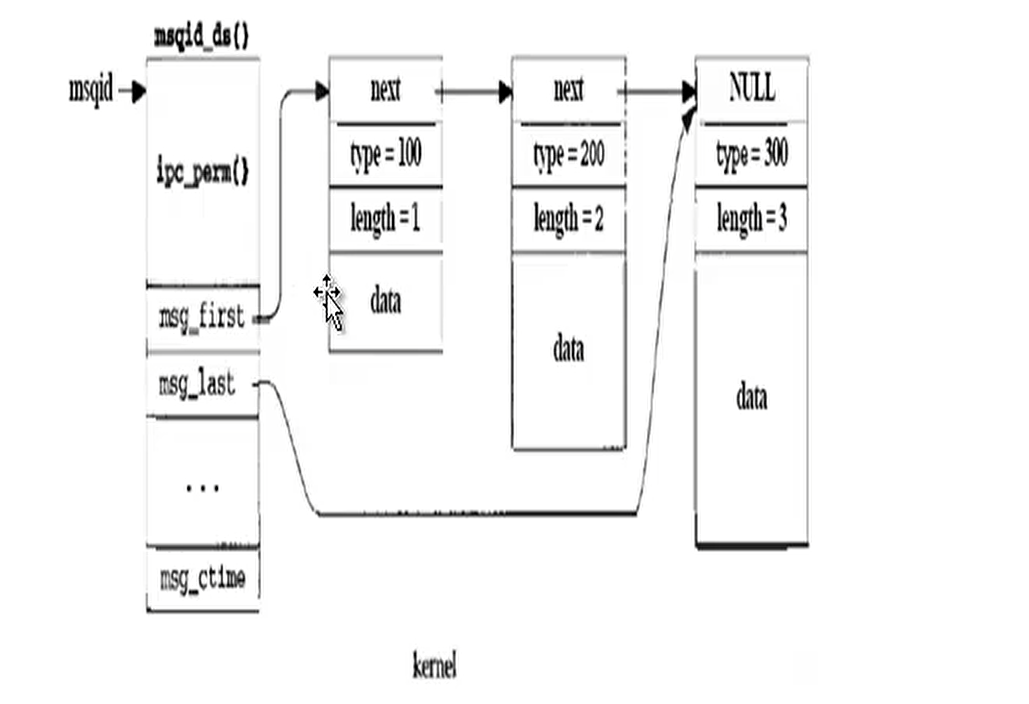 msqid_ds()
msqid
ipc_perm()
msg_first
msg_last
...
msg_ctime
next
type = 100
length = 1
data
next
type = 200
length = 2
data
NULL
type = 300
length = 3
data
kernel